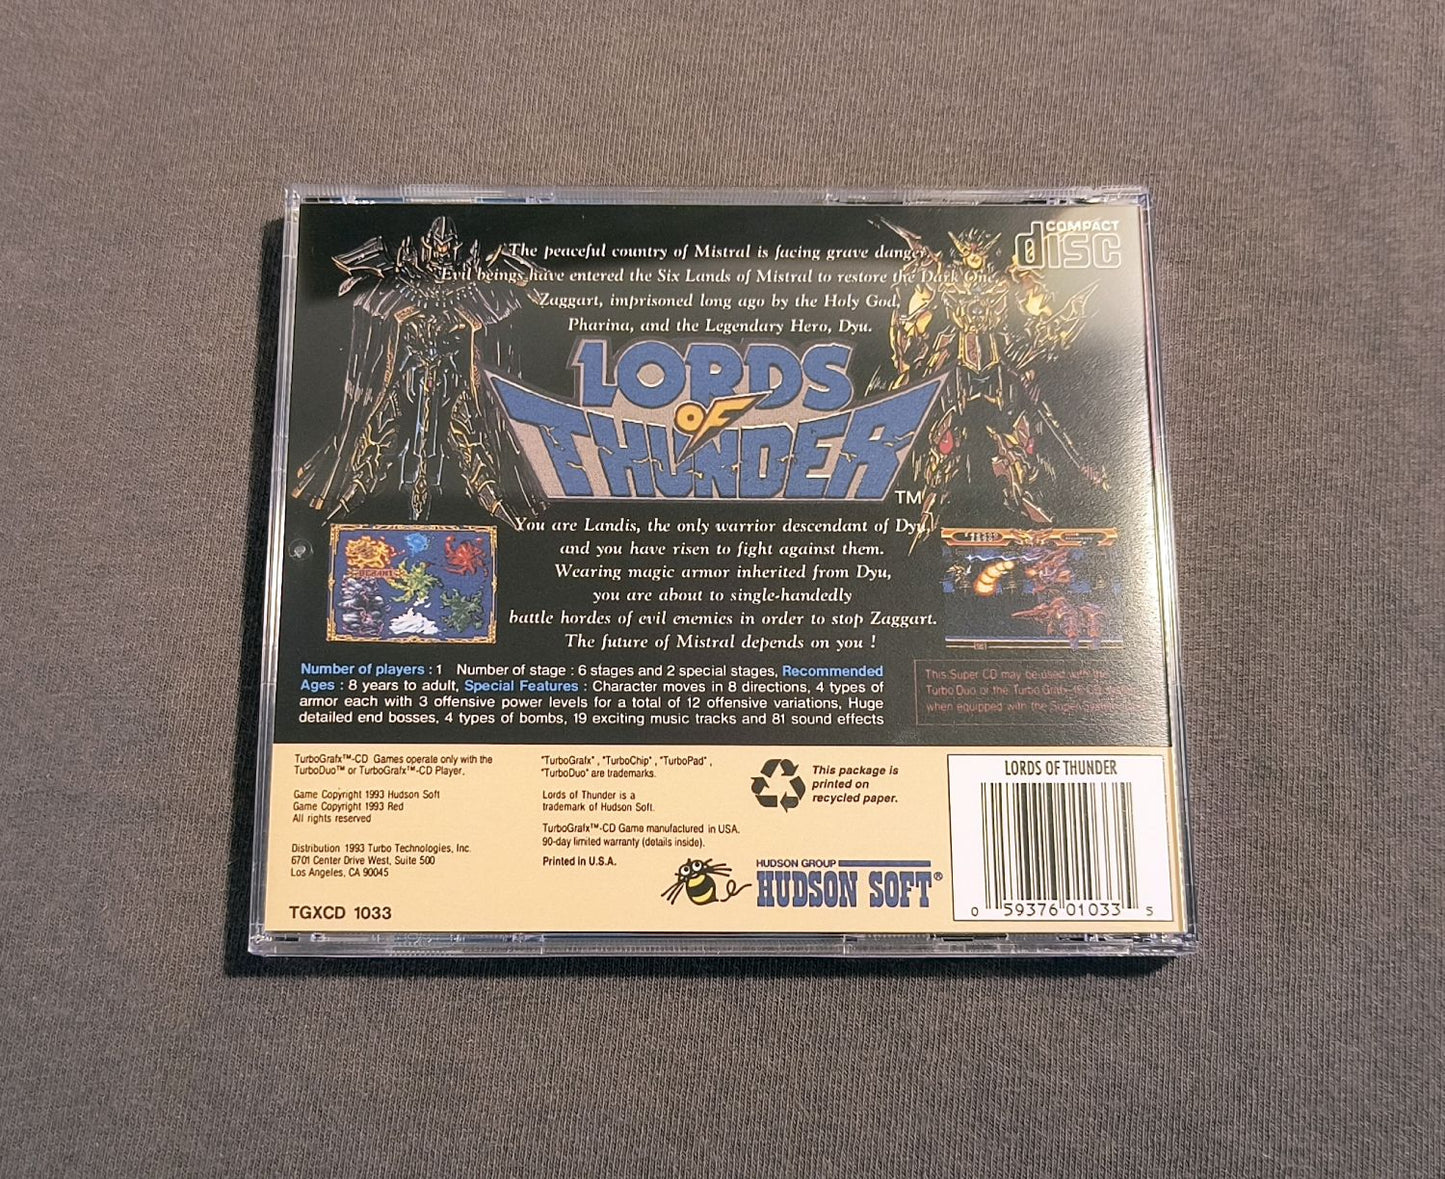 COMPACT
disc
The peaceful country of Mistral is facing grave danger.
Evil beings have entered the Six Lands of Mistral to restore the Dark One,
Zaggart, imprisoned long ago by the Holy God,
Pharina, and the Legendary Hero, Dyu.
LORDS
OF
THUNDER
TM
You are Landis, the only warrior descendant of Dyu,
and you have risen to fight against them.
Wearing magic armor inherited from Dyu,
you are about to single-handedly
battle hordes of evil enemies in order to stop Zaggart.
The future of Mistral depends on you !
Number of players : 1 Number of stage : 6 stages and 2 special stages, Recommended
Ages : 8 years to adult, Special Features : Character moves in 8 directions, 4 types of
armor each with 3 offensive power levels for a total of 12 offensive variations, Huge
detailed end bosses, 4 types of bombs, 19 exciting music tracks and 81 sound effects
This Super CD may be used with the
TurboDuo or the TurboGrafx-16 CD
when equipped with the Super System
TurboGrafx™-CD Games operate only with the
TurboDuo™ or TurboGrafx™-CD Player.
Game Copyright 1993 Hudson Soft
Game Copyright 1993 Red
All rights reserved
Distribution 1993 Turbo Technologies, Inc.
6701 Center Drive West, Suite 500
Los Angeles, CA 90045
TGXCD 1033
"TurboGrafx", "TurboChip", "TurboPad",
"TurboDuo" are trademarks.
Lords of Thunder is a
trademark of Hudson Soft.
TurboGrafx™-CD Game manufactured in USA.
90-day limited warranty (details inside).
Printed in U.S.A.
This package is
printed on
recycled paper.
HUDSON GROUP
HUDSON SOFT®
LORDS OF THUNDER
0 59376 01033 5